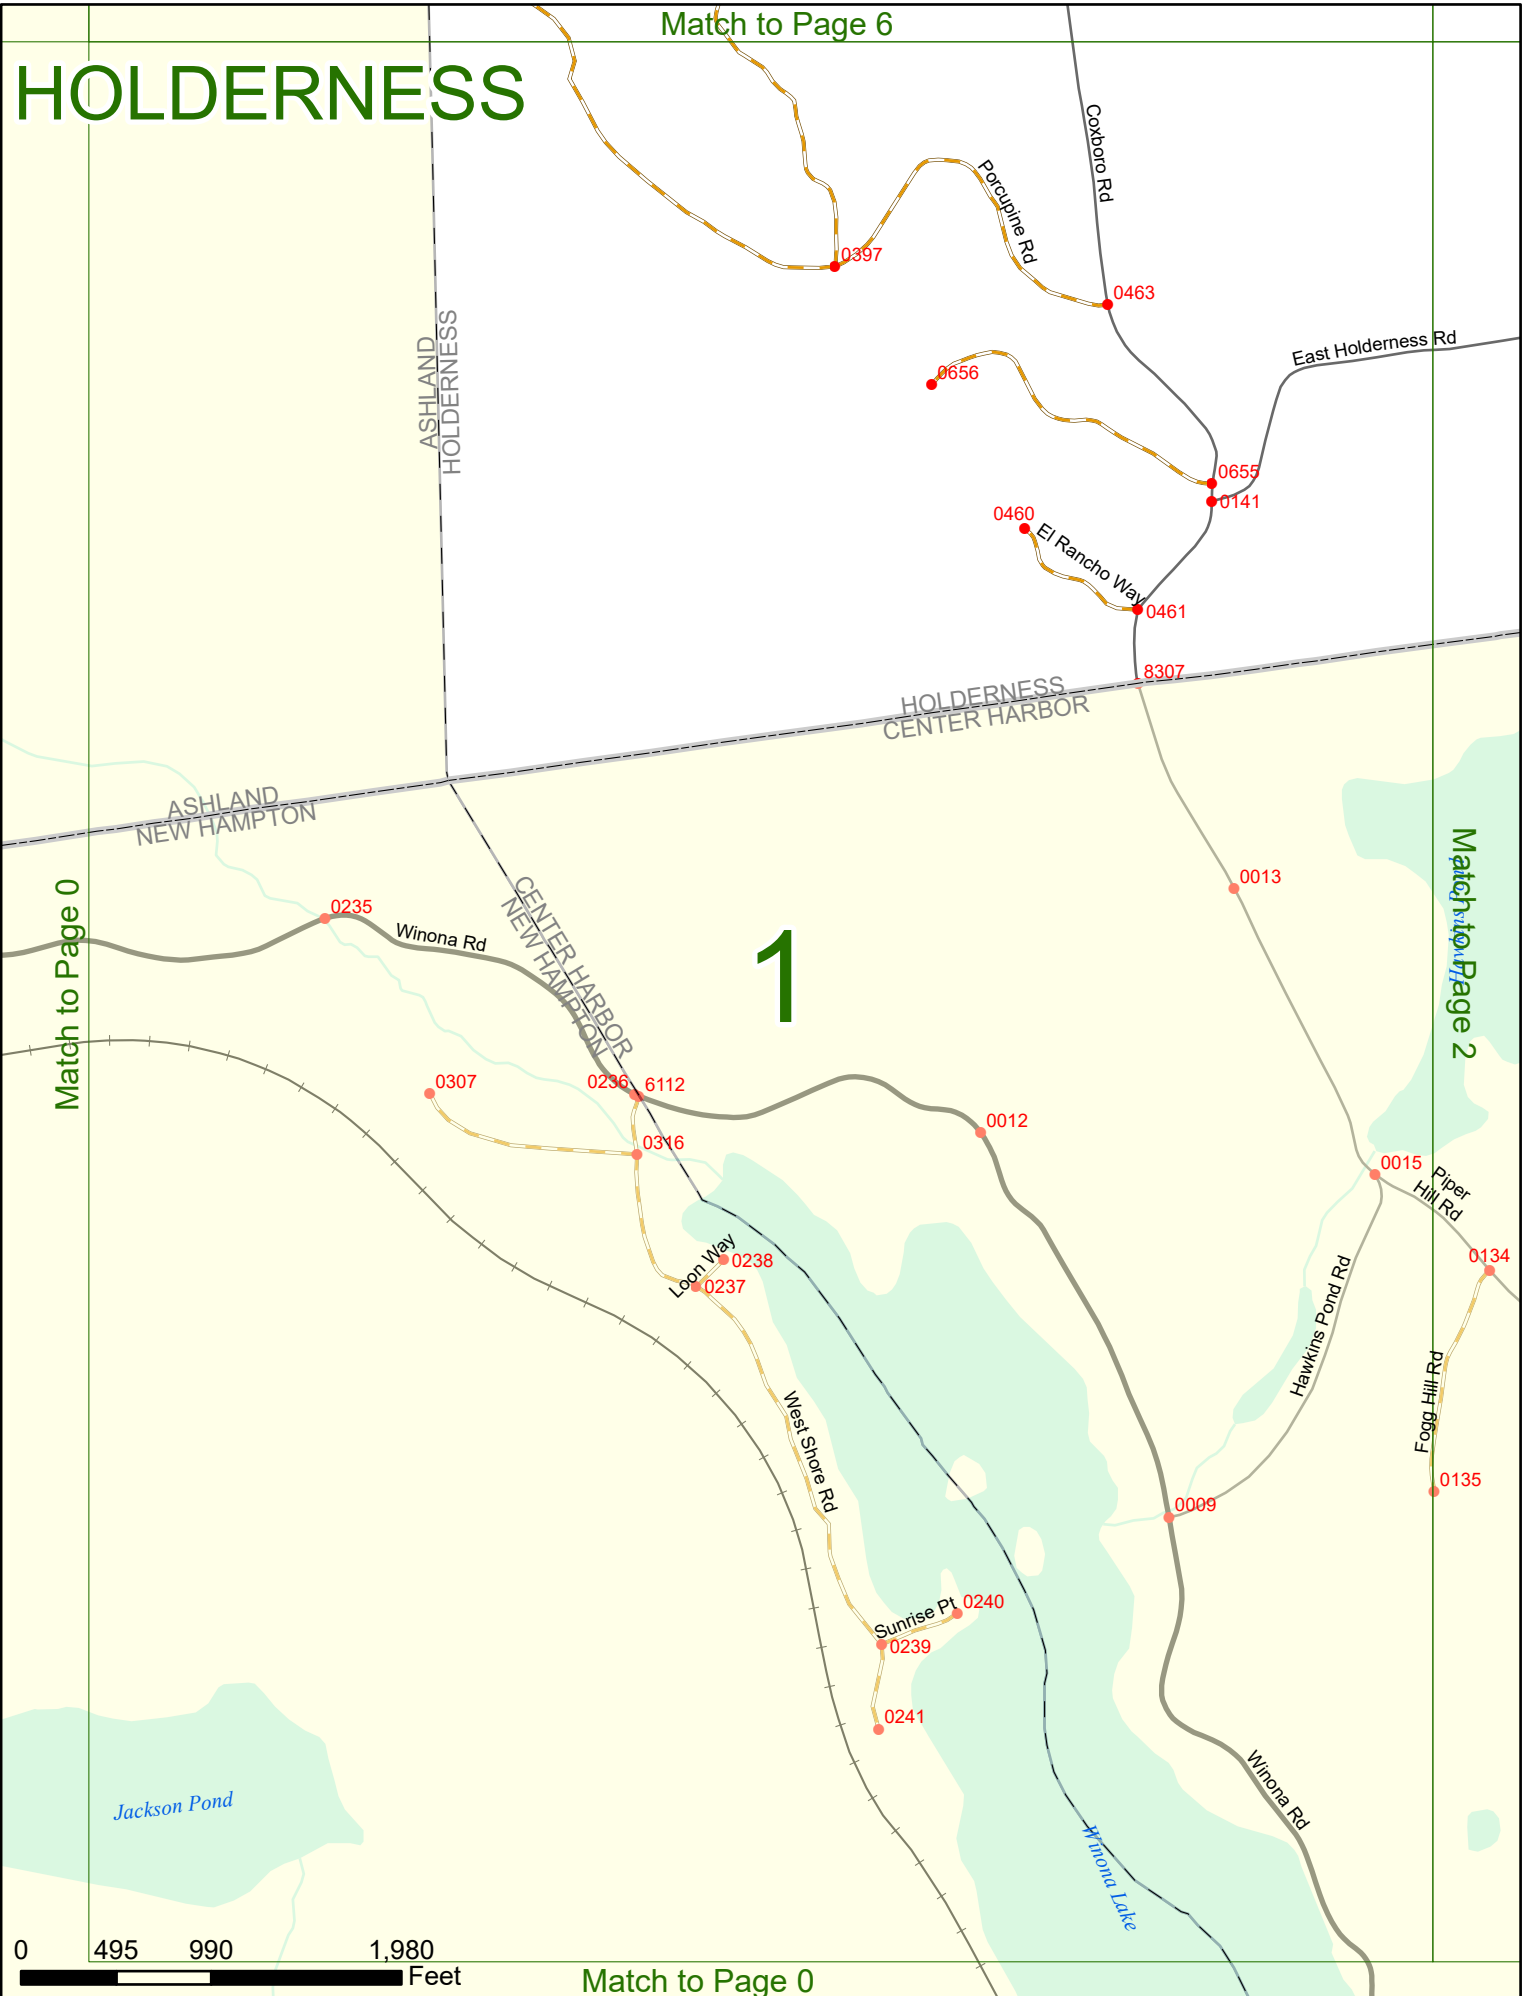 Match to Page 6
HOLDERNESS
Coxboro Rd
Porcupine Rd
0397
0463
East Holderness Rd
ASHLAND
HOLDERNESS
0656
0655
0141
0460
El Rancho Way
0461
8307
HOLDERNESS
CENTER HARBOR
ASHLAND
NEW HAMPTON
Match to Page 0
0235
Winona Rd
CENTER HARBOR
NEW HAMPTON
1
0013
Hawkins Pond
Match to Page 2
0307
0236
6112
0012
0316
0015
Piper
Hill Rd
0134
Loon Way
0238
0237
Hawkins Pond Rd
Fogg Hill Rd
West Shore Rd
0135
0009
0240
Sunrise Pt
0239
0241
Jackson Pond
Winona Rd
Winona Lake
0 495 990 1,980
Feet
Match to Page 0